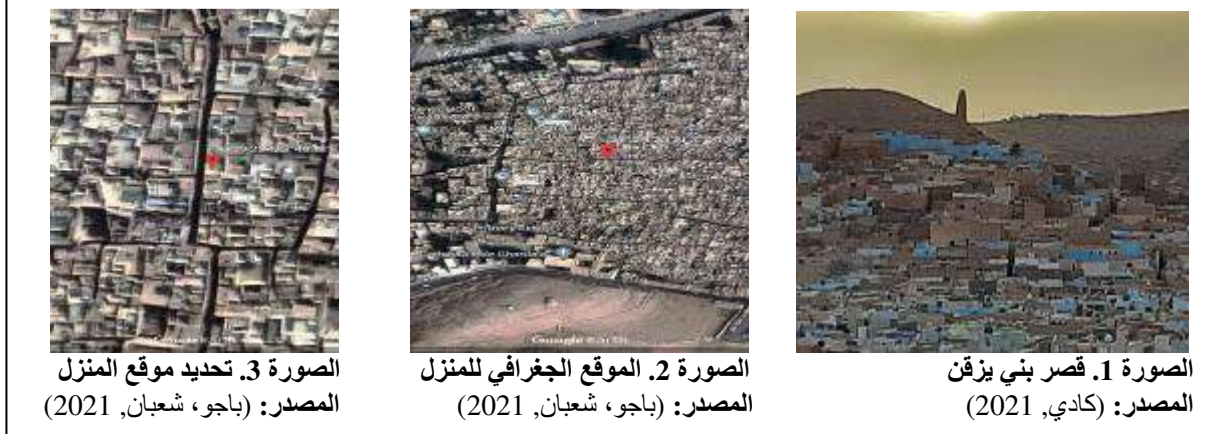 الصورة 1. قصر بني يزقن
المصدر: (كادي, 2021)
الصورة 2. الموقع الجغرافي للمنزل
المصدر: (باجو، شعبان, 2021)
الصورة 3. تحديد موقع المنزل
المصدر: (باجو، شعبان, 2021)